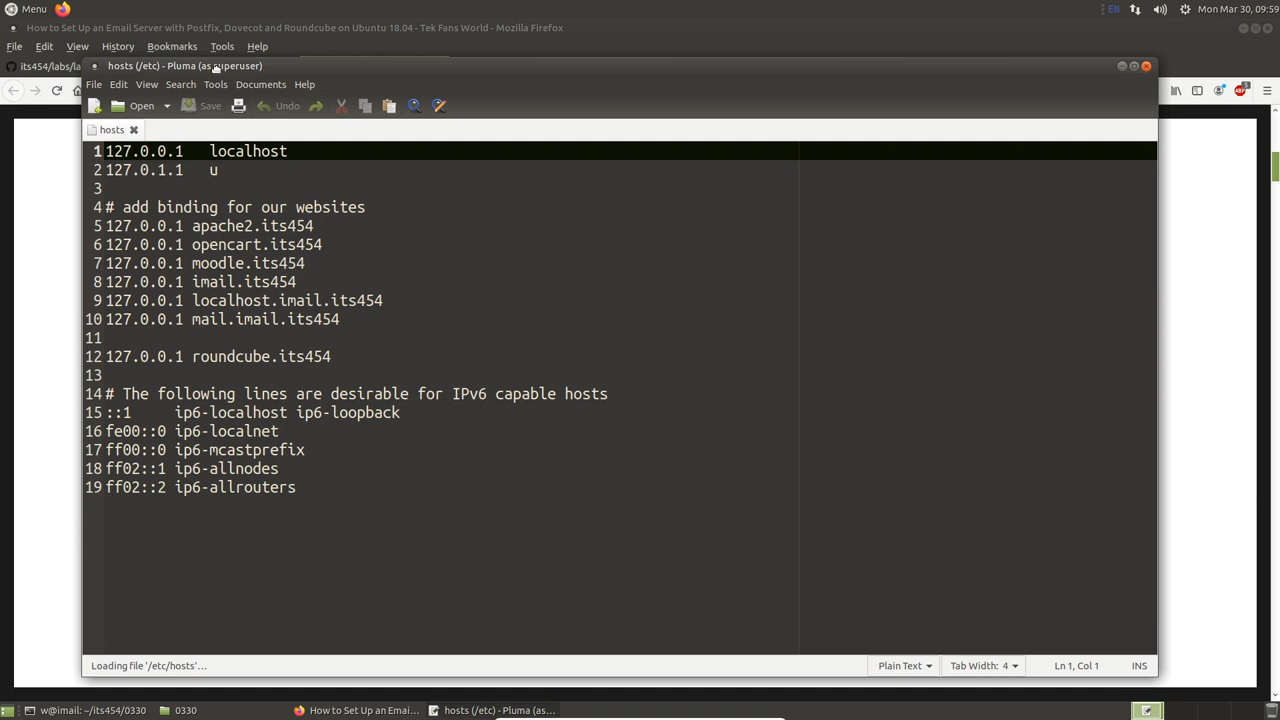 Menu
EN
Mon Mar 30, 09:59
How to Set Up an Email Server with Postfix, Dovecot and Roundcube on Ubuntu 18.04 - Tek Fans World - Mozilla Firefox
File Edit View History Bookmarks Tools Help
its454/labs/la
hosts (/etc) - Pluma (as superuser)
File Edit View Search Tools Documents Help
Open Save Undo
ABP
hosts
1 127.0.0.1 localhost
2 127.0.1.1 u
3
4 # add binding for our websites
5 127.0.0.1 apache2.its454
6 127.0.0.1 opencart.its454
7 127.0.0.1 moodle.its454
8 127.0.0.1 imail.its454
9 127.0.0.1 localhost.imail.its454
10 127.0.0.1 mail.imail.its454
11
12 127.0.0.1 roundcube.its454
13
14 # The following lines are desirable for IPv6 capable hosts
15 ::1 ip6-localhost ip6-loopback
16 fe00::0 ip6-localnet
17 ff00::0 ip6-mcastprefix
18 ff02::1 ip6-allnodes
19 ff02::2 ip6-allrouters
Loading file '/etc/hosts'…
Plain Text Tab Width: 4 Ln 1, Col 1 INS
w@imail: ~/its454/0330 0330 How to Set Up an Emai… hosts (/etc) - Pluma (as…